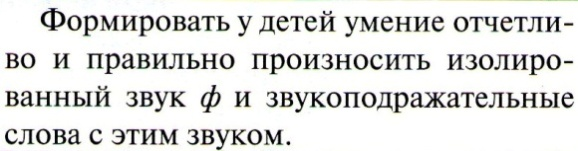 Формировать у детей умение отчетли-
во и правильно произносить изолиро-
ванный звук ф и звукоподражательные
слова с этим звуком.